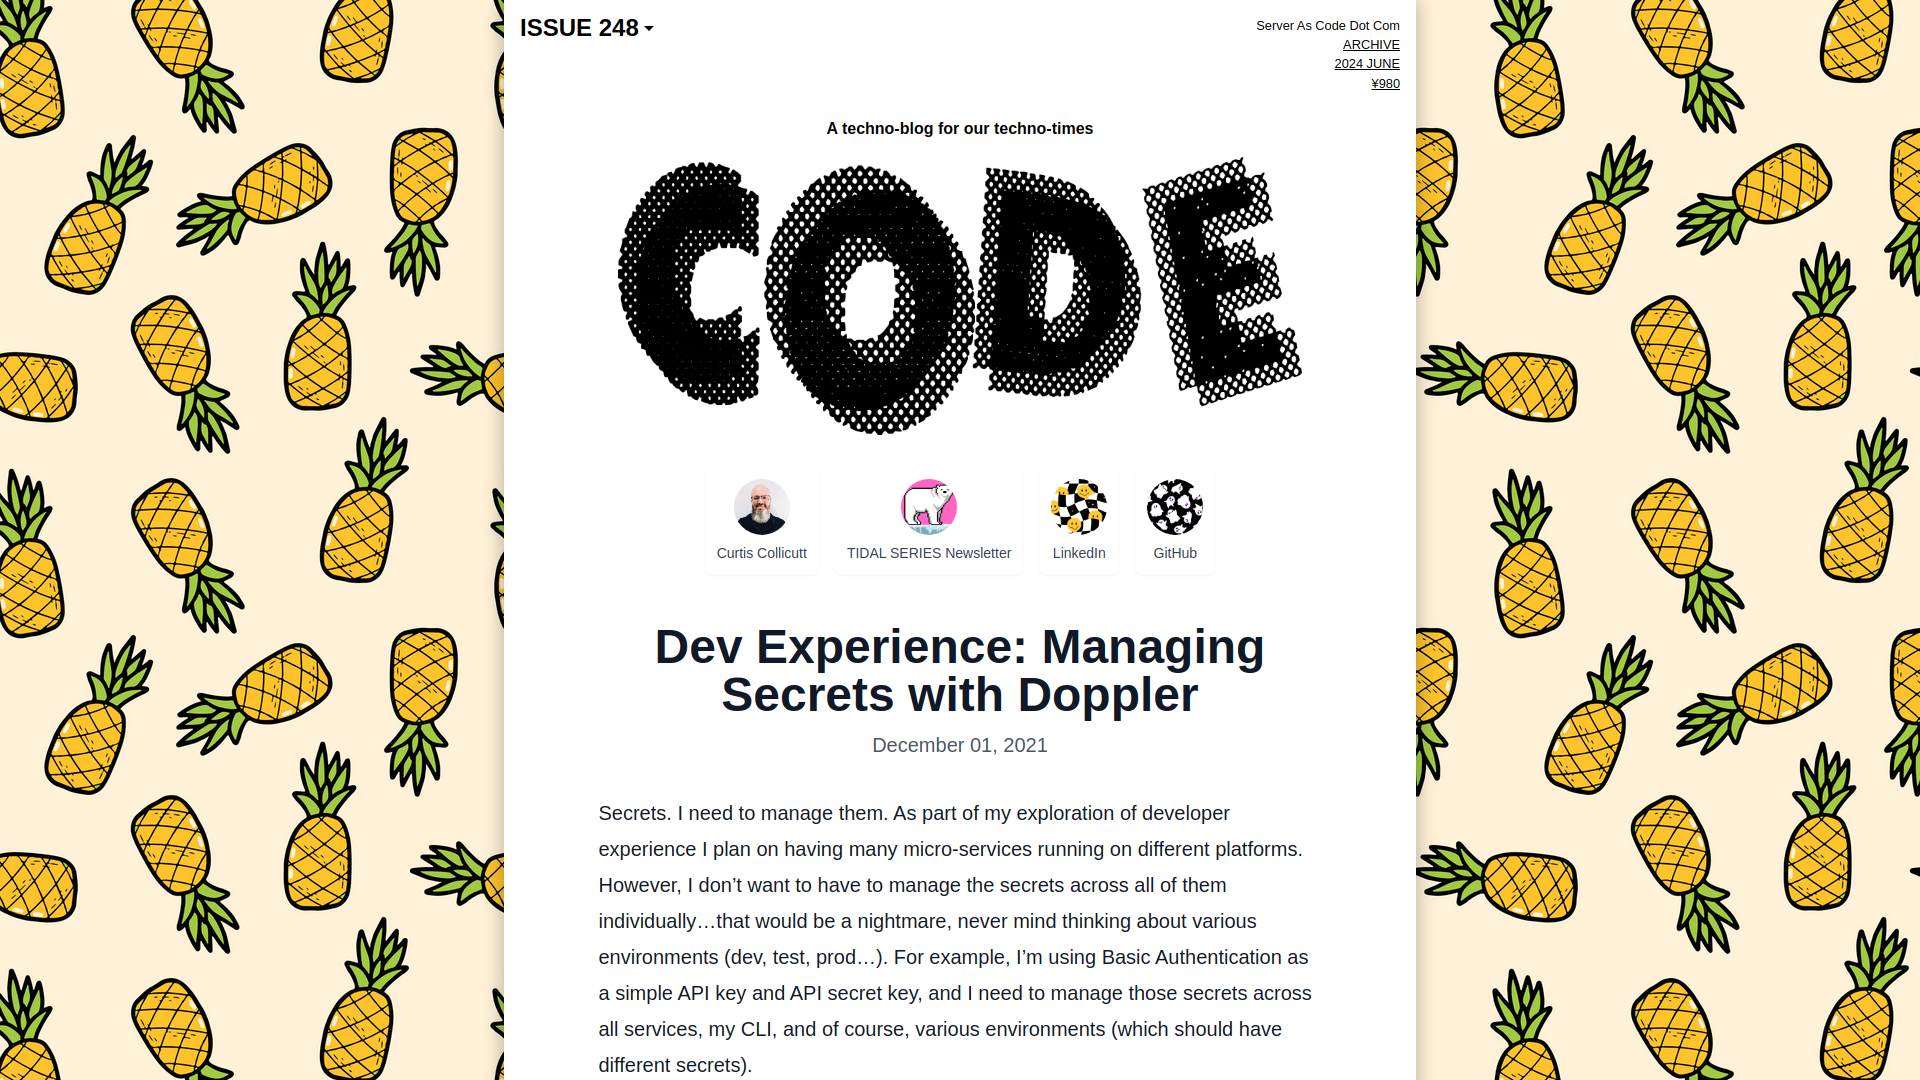 ISSUE 248
Server As Code Dot Com
ARCHIVE
2024 JUNE
¥980
A techno-blog for our techno-times
CODE
Curtis Collicutt
TIDAL SERIES Newsletter
LinkedIn
GitHub
Dev Experience: Managing
Secrets with Doppler
December 01, 2021
Secrets. I need to manage them. As part of my exploration of developer
experience I plan on having many micro-services running on different platforms.
However, I don’t want to have to manage the secrets across all of them
individually…that would be a nightmare, never mind thinking about various
environments (dev, test, prod…). For example, I’m using Basic Authentication as
a simple API key and API secret key, and I need to manage those secrets across
all services, my CLI, and of course, various environments (which should have
different secrets).